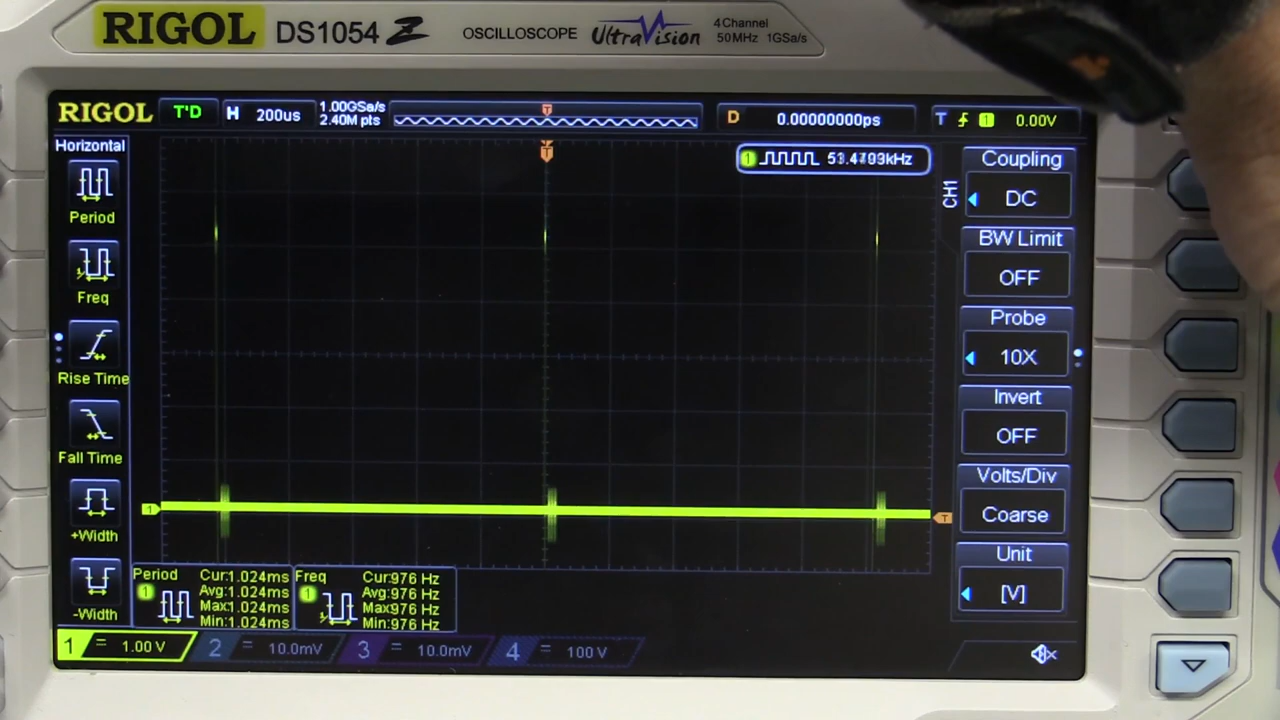 RIGOL DS1054 Z OSCILLOSCOPE UltraVision 4 Channel 50MHz 1GSa/s
RIGOL T'D H 200us 1.00GSa/s 2.40M pts D 0.00000000ps T 1 0.00V
Horizontal
Period
Freq
Rise Time
Fall Time
+Width
-Width
T
1
CH1
Coupling
DC
BW Limit
OFF
Probe
10X
Invert
OFF
Volts/Div
Coarse
Unit
[V]
1
T
Period
1
Cur:1.024ms
Avg:1.024ms
Max:1.024ms
Min:1.024ms
Freq
1
Cur:976 Hz
Avg:976 Hz
Max:976 Hz
Min:976 Hz
1 = 1.00 V 2 = 10.0mV 3 = 10.0mV 4 = 100 V